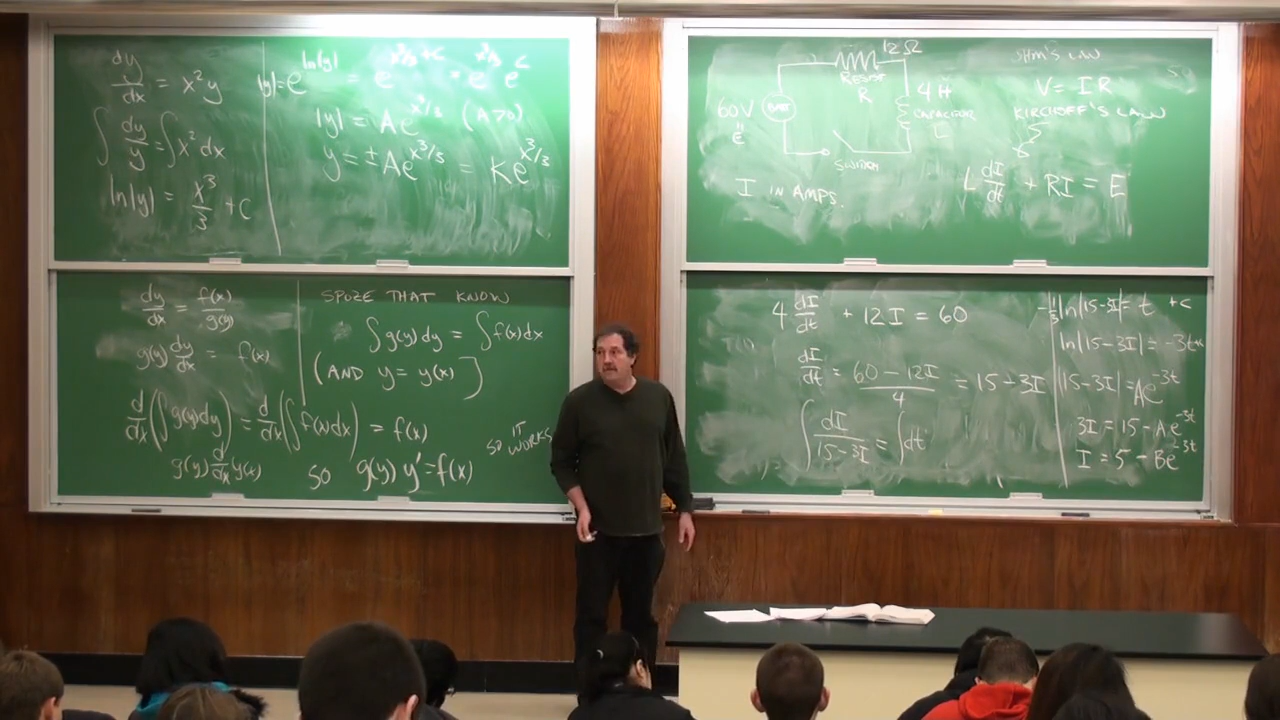 dy/dx = x²y
∫ dy/y = ∫ x² dx
ln|y| = x³/3 + C
|y| = e^{ln|y|} = e^{x³/3 + C} = e^{x³/3} e^C
|y| = Ae^{x³/3} (A>0)
y = ±Ae^{x³/3} = Ke^{x³/3}
dy/dx = f(x)/g(y)
g(y) dy/dx = f(x)
SPOZE THAT KNOW
∫ g(y)dy = ∫ f(x)dx
(AND y = y(x))
d/dx(∫ g(y)dy) = d/dx(∫ f(x)dx) = f(x)
g(y) d/dx y(x)
SO g(y) y' = f(x)
IT
SO WORKS
12Ω
RESIST
R
60V
"
E
BATT
4 H
CAPACITOR
L
SWITCH
I IN AMPS.
OHM'S LAW
V = IR
KIRCHOFF'S LAW
L dI/dt + RI = E
4 dI/dt + 12I = 60
dI/dt = (60 - 12I)/4 = 15 - 3I
∫ dI/(15-3I) = ∫ dt
-1/3 ln|15-3I| = t + C
ln|15-3I| = -3t+
|15-3I| = Ae^{-3t}
3I = 15 - Ae^{-3t}
I = 5 - Be^{-3t}